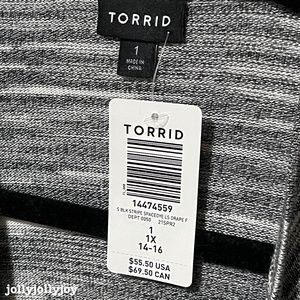 TORRID
1
MADE IN
CHINA
TORRID
14474559
S BLK STRIPE SPACEDYE LS DRAPE F
DEPT 0050 21SPR2
1
1X
14-16
$55.50 USA
$69.50 CAN
jollyjollyjoy